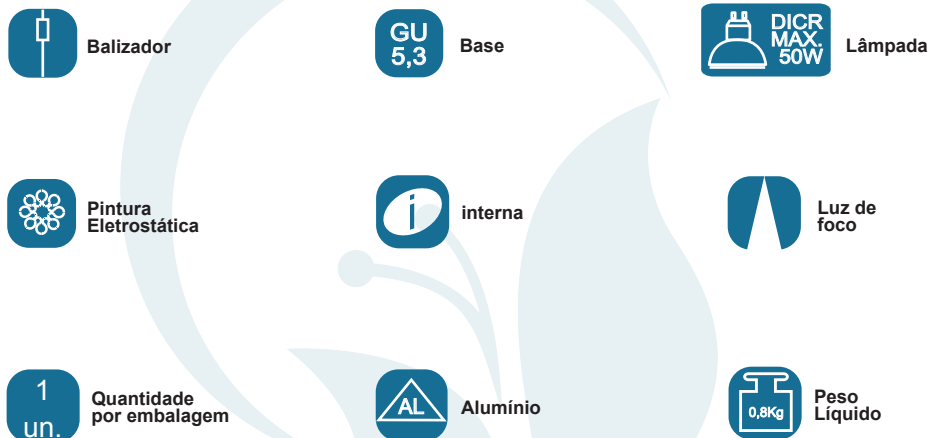 Balizador
GU
5,3
Base
DICR
MAX.
50W
Lâmpada
Pintura
Eletrostática
i
interna
Luz de
foco
1
un.
Quantidade
por embalagem
AL
Alumínio
0,8Kg
Peso
Líquido